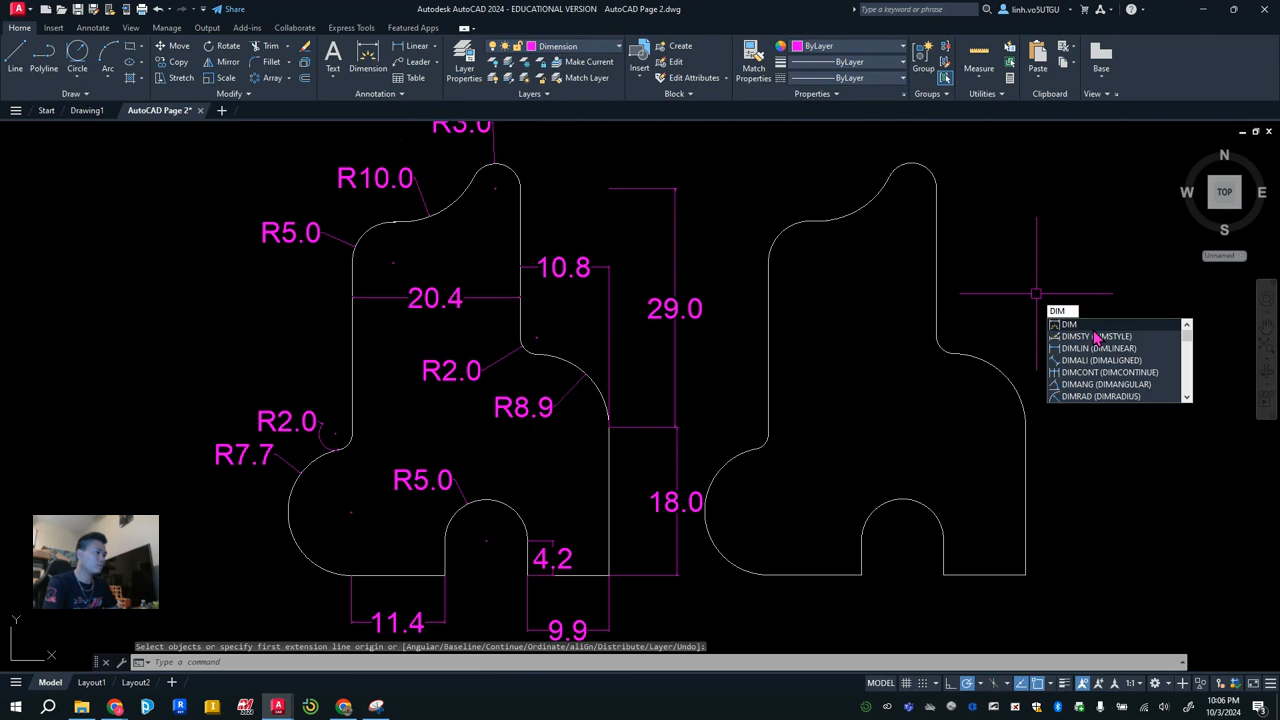 Share
Autodesk AutoCAD 2024 - EDUCATIONAL VERSION AutoCAD Page 2.dwg
Type a keyword or phrase
linh.vo5UTGU
Home Insert Annotate View Manage Output Add-ins Collaborate Express Tools Featured Apps
Line Polyline Circle Arc
Move Rotate Trim
Copy Mirror Fillet
Stretch Scale Array
Text Dimension
Linear
Leader
Table
Layer Properties
Dimension
Make Current
Match Layer
Insert
Create
Edit
Edit Attributes
Match Properties
ByLayer
ByLayer
ByLayer
Group
Measure
Paste
Base
Draw Modify Annotation Layers Block Properties Groups Utilities Clipboard View
Start Drawing1 AutoCAD Page 2*
R3.0
R10.0
R5.0
10.8
20.4
29.0
R2.0
R8.9
R2.0
R7.7
R5.0
18.0
4.2
11.4
9.9
N
W TOP E
S
Unnamed
DIM
DIM
DIMSTY (DIMSTYLE)
DIMLIN (DIMLINEAR)
DIMALI (DIMALIGNED)
DIMCONT (DIMCONTINUE)
DIMANG (DIMANGULAR)
DIMRAD (DIMRADIUS)
Y
X
Select objects or specify first extension line origin or [Angular/Baseline/Continue/Ordinate/aliGn/Distribute/Layer/Undo]:
Type a command
Model Layout1 Layout2
MODEL
1:1
10:06 PM
10/3/2024